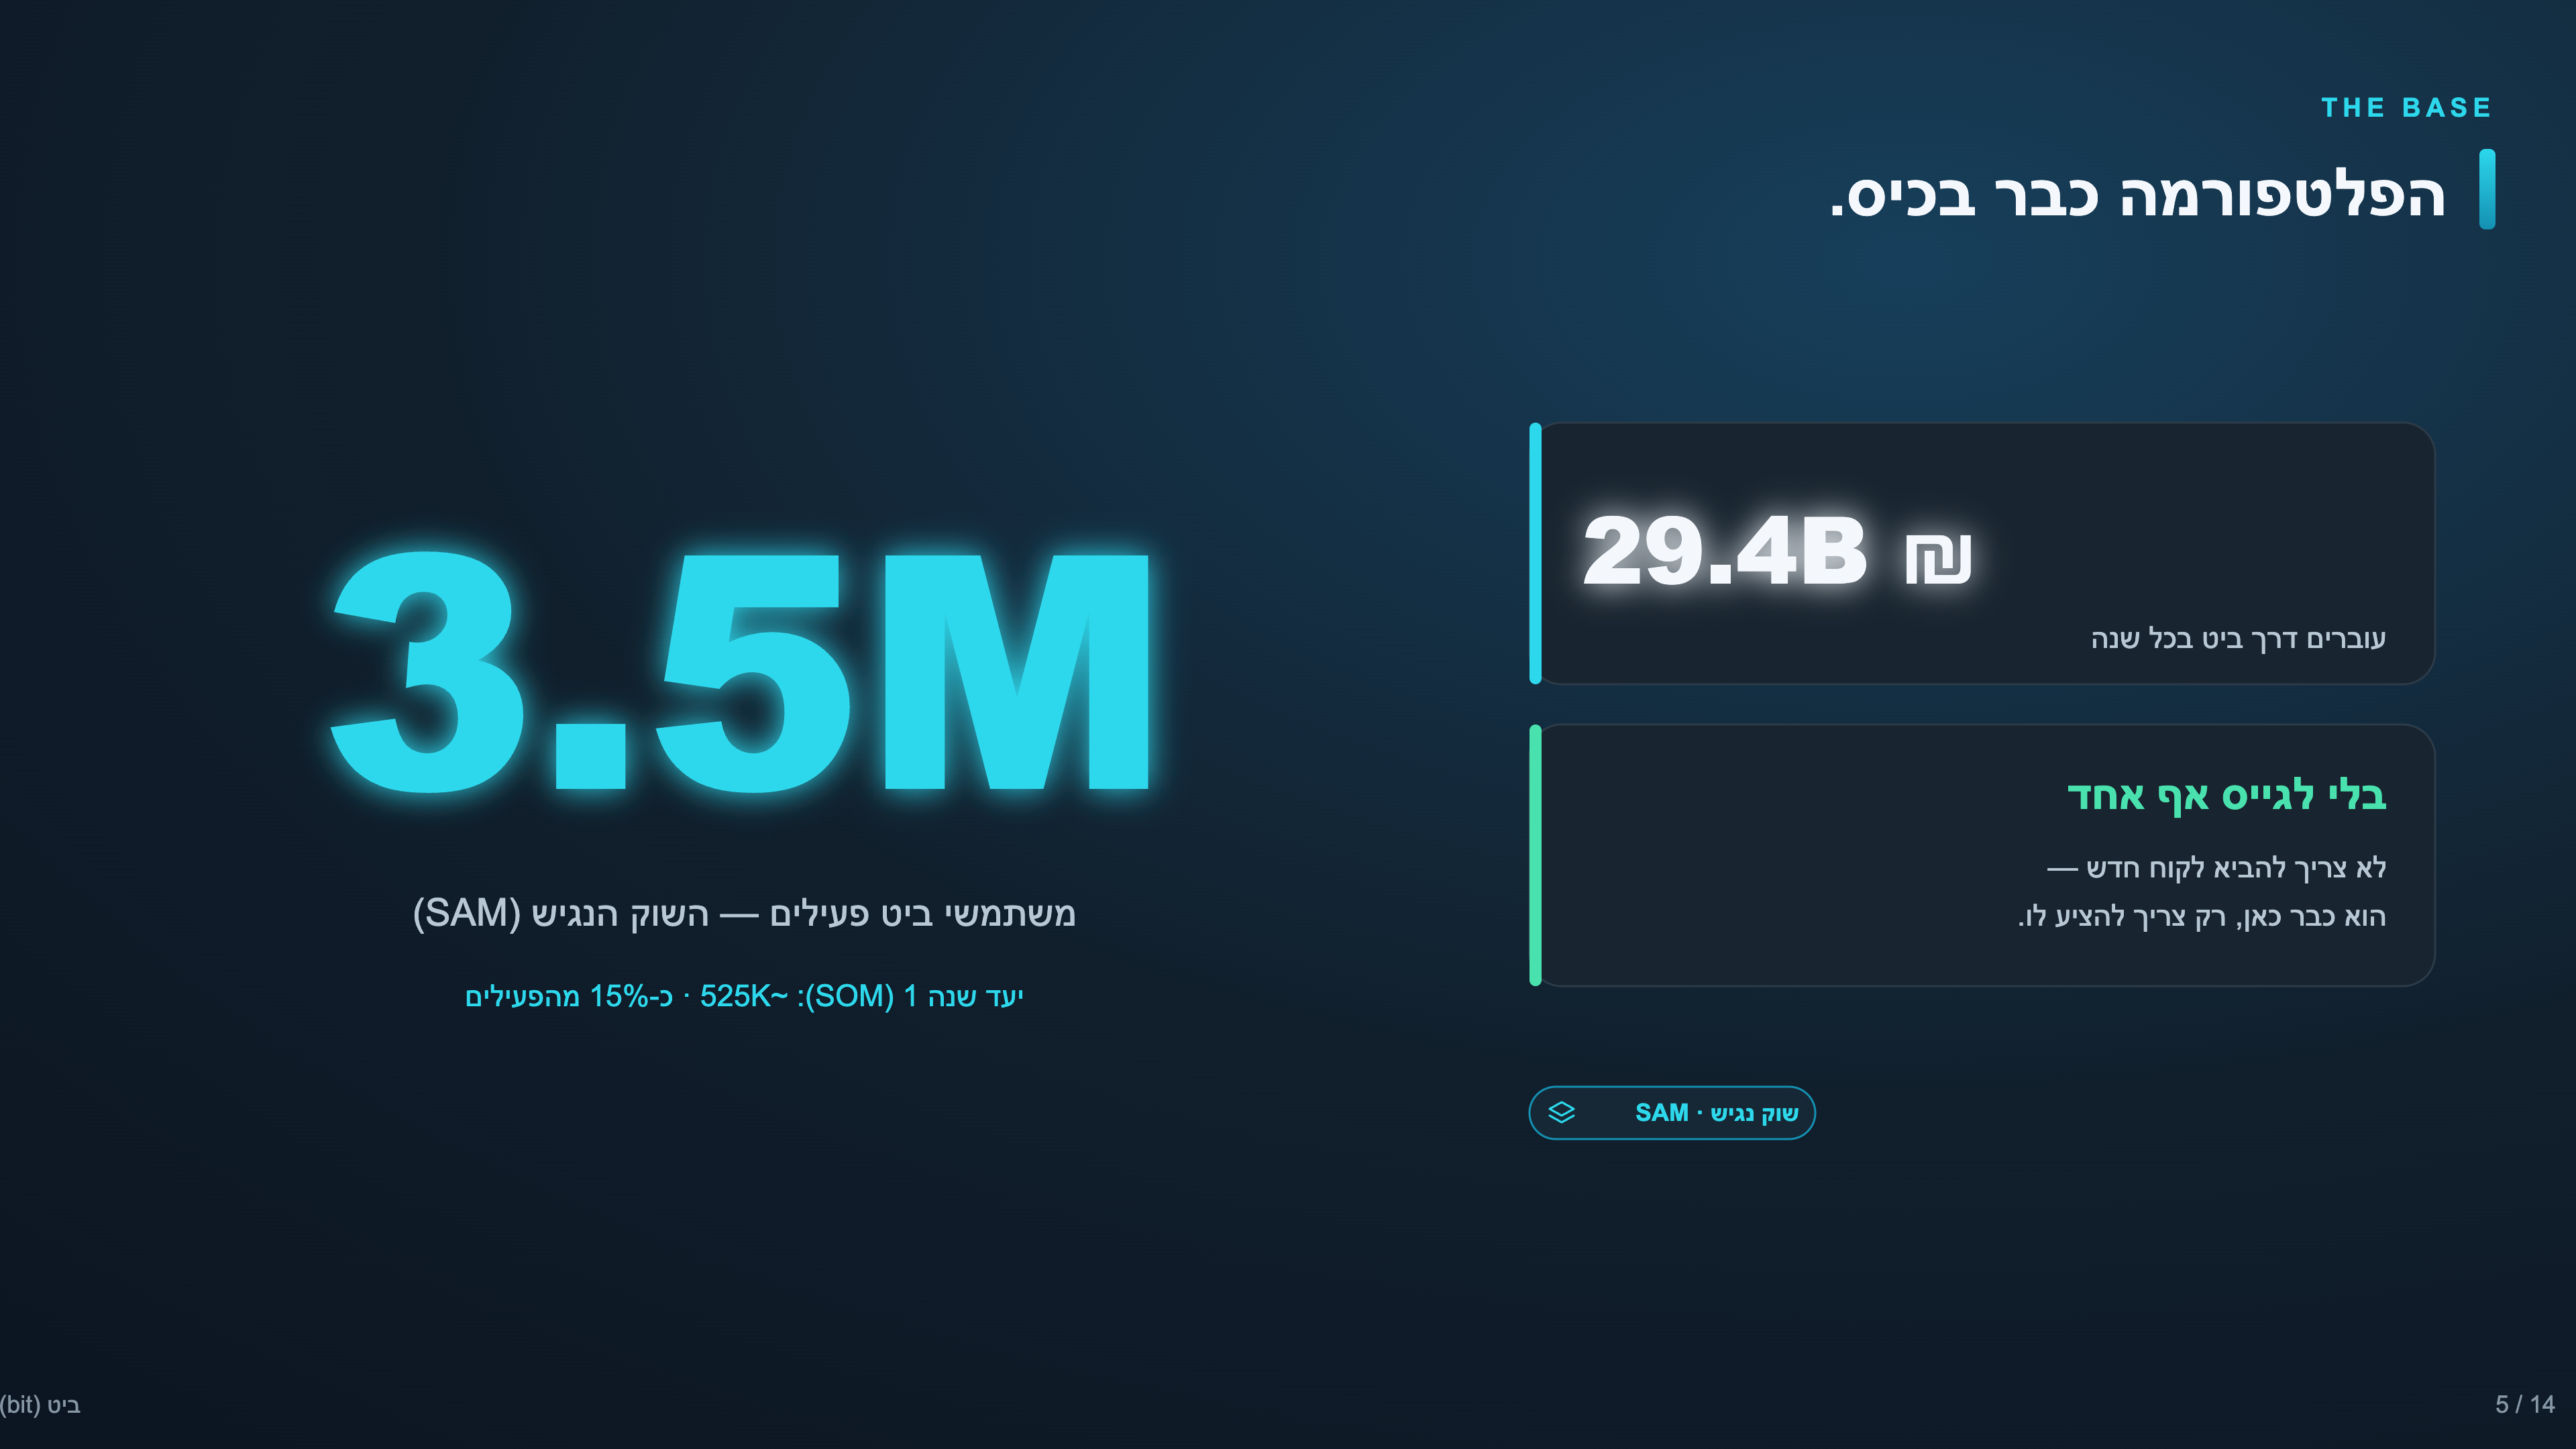 THE BASE
הפלטפורמה כבר בכיס.
29.4B ₪
עוברים דרך ביט בכל שנה
בלי לגייס אף אחד
לא צריך להביא לקוח חדש —
הוא כבר כאן, רק צריך להציע לו.
שוק נגיש · SAM
3.5M
משתמשי ביט פעילים — השוק הנגיש (SAM)
יעד שנה 1 (SOM): ~525K · כ-15% מהפעילים
5 / 14
ביט (bit)